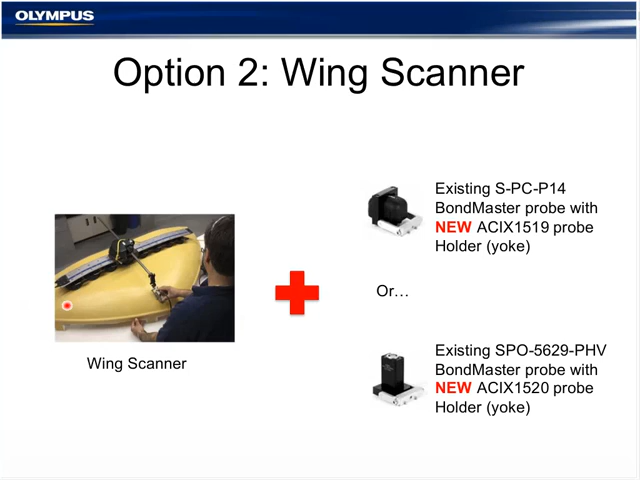 OLYMPUS
Option 2: Wing Scanner
Existing S-PC-P14
BondMaster probe with
NEW ACIX1519 probe
Holder (yoke)
Or…
Wing Scanner
Existing SPO-5629-PHV
BondMaster probe with
NEW ACIX1520 probe
Holder (yoke)